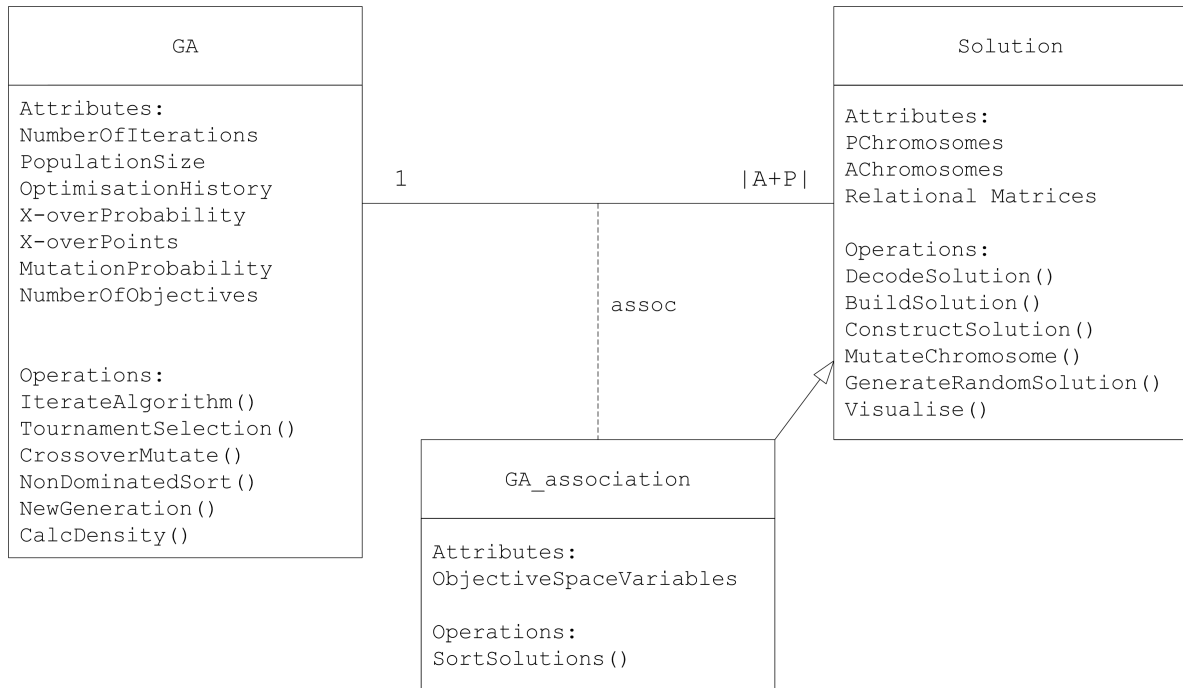 GA
Attributes:
NumberOfIterations
PopulationSize
OptimisationHistory
X-overProbability
X-overPoints
MutationProbability
NumberOfObjectives
Operations:
IterateAlgorithm()
TournamentSelection()
CrossoverMutate()
NonDominatedSort()
NewGeneration()
CalcDensity()
1
|A+P|
assoc
Solution
Attributes:
PChromosomes
AChromosomes
Relational Matrices
Operations:
DecodeSolution()
BuildSolution()
ConstructSolution()
MutateChromosome()
GenerateRandomSolution()
Visualise()
GA_association
Attributes:
ObjectiveSpaceVariables
Operations:
SortSolutions()